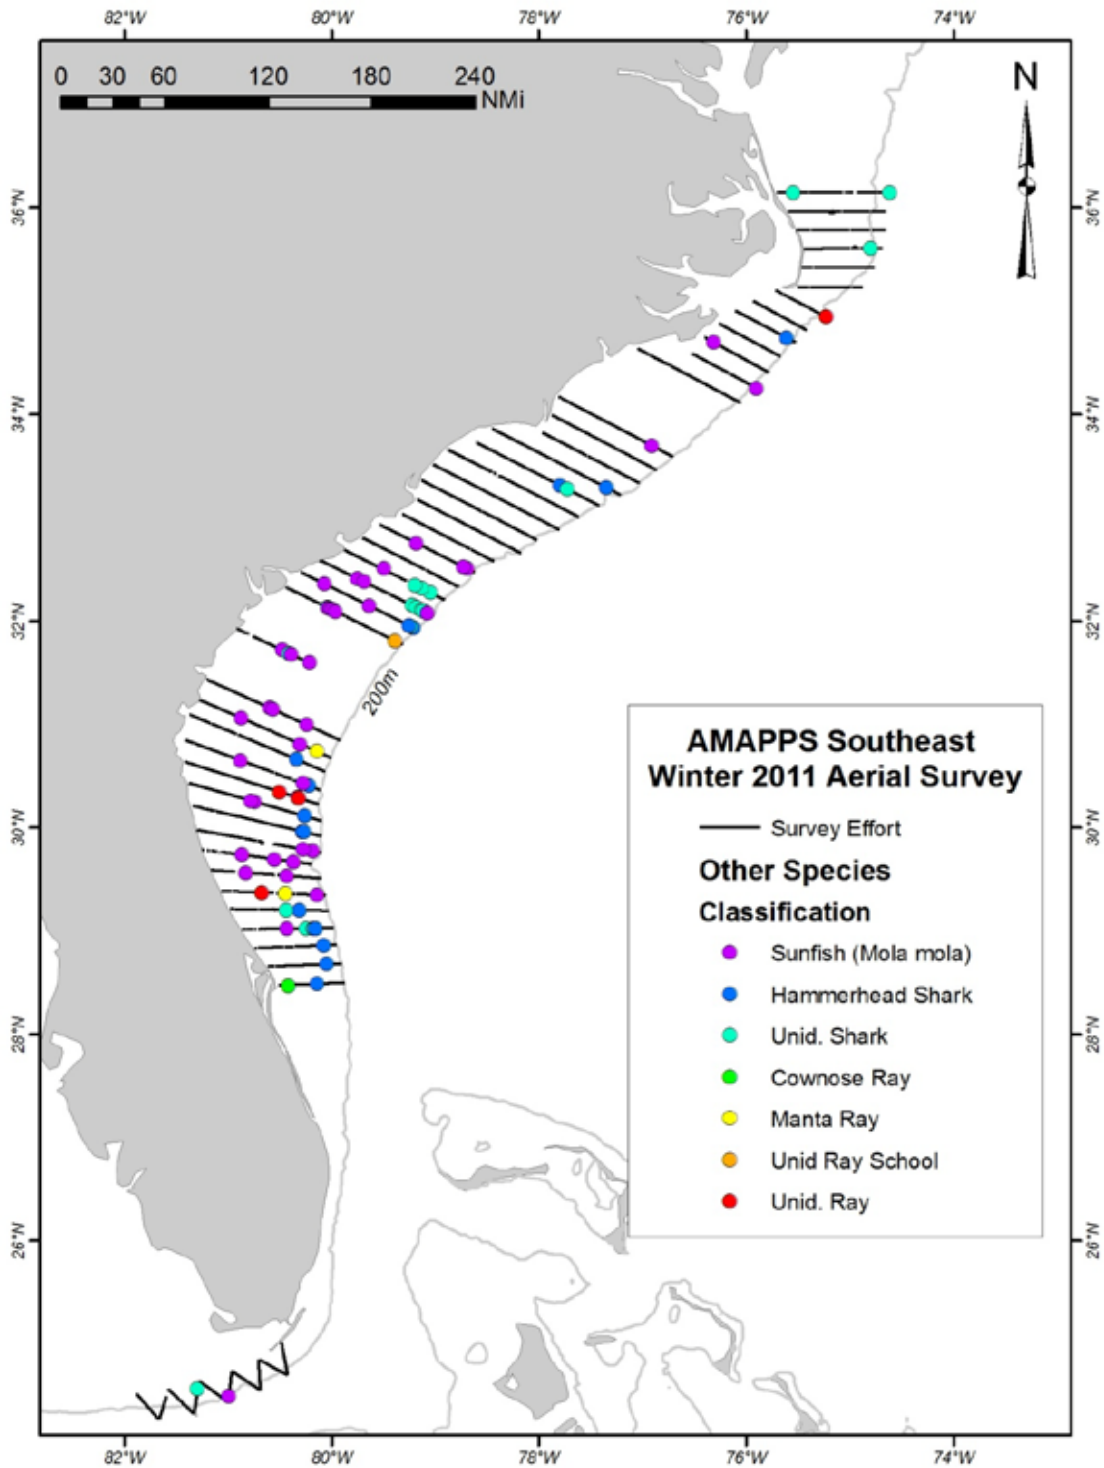 82°W 80°W 78°W 76°W 74°W
0 30 60 120 180 240
NMi
N
36°N 36°N
34°N 34°N
32°N 32°N
200m
AMAPPS Southeast
Winter 2011 Aerial Survey
Survey Effort
Other Species
Classification
Sunfish (Mola mola)
Hammerhead Shark
Unid. Shark
Cownose Ray
Manta Ray
Unid Ray School
Unid. Ray
30°N 30°N
28°N 28°N
26°N 26°N
82°W 80°W 78°W 76°W 74°W